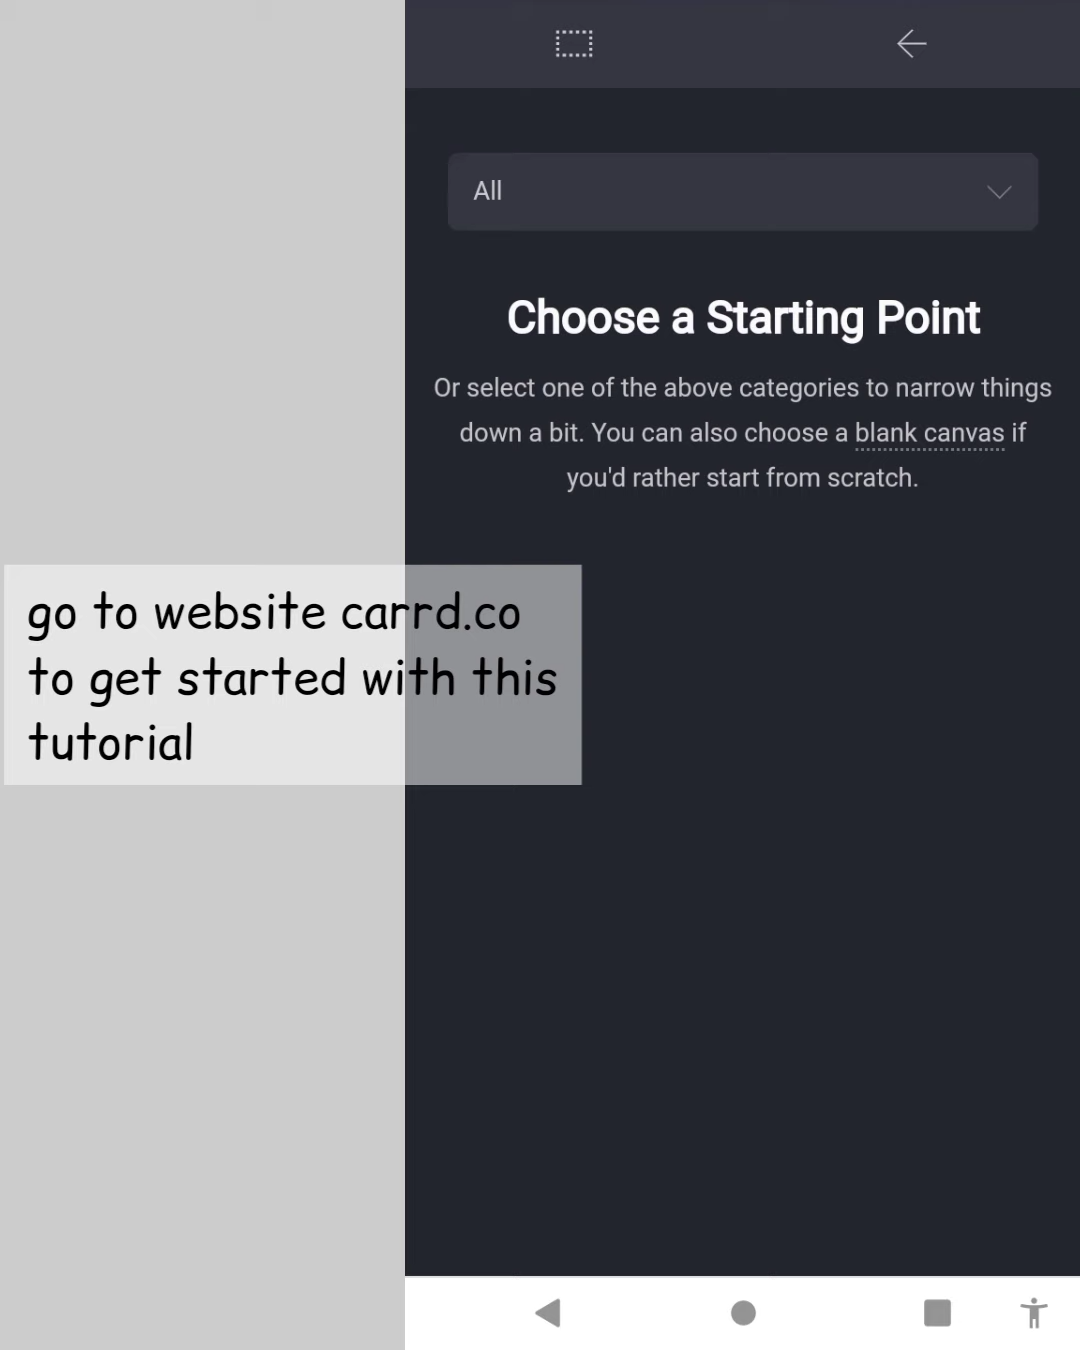 All
Choose a Starting Point
Or select one of the above categories to narrow things
down a bit. You can also choose a blank canvas if
you'd rather start from scratch.
go to website carrd.co
to get started with this
tutorial